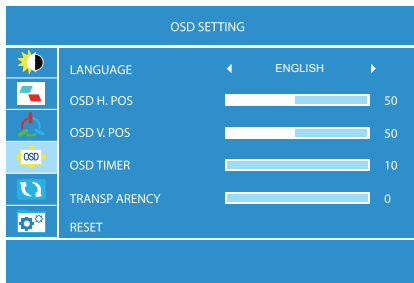 OSD SETTING
LANGUAGE ENGLISH
OSD H. POS 50
OSD V. POS 50
OSD OSD TIMER 10
TRANSP ARENCY 0
RESET